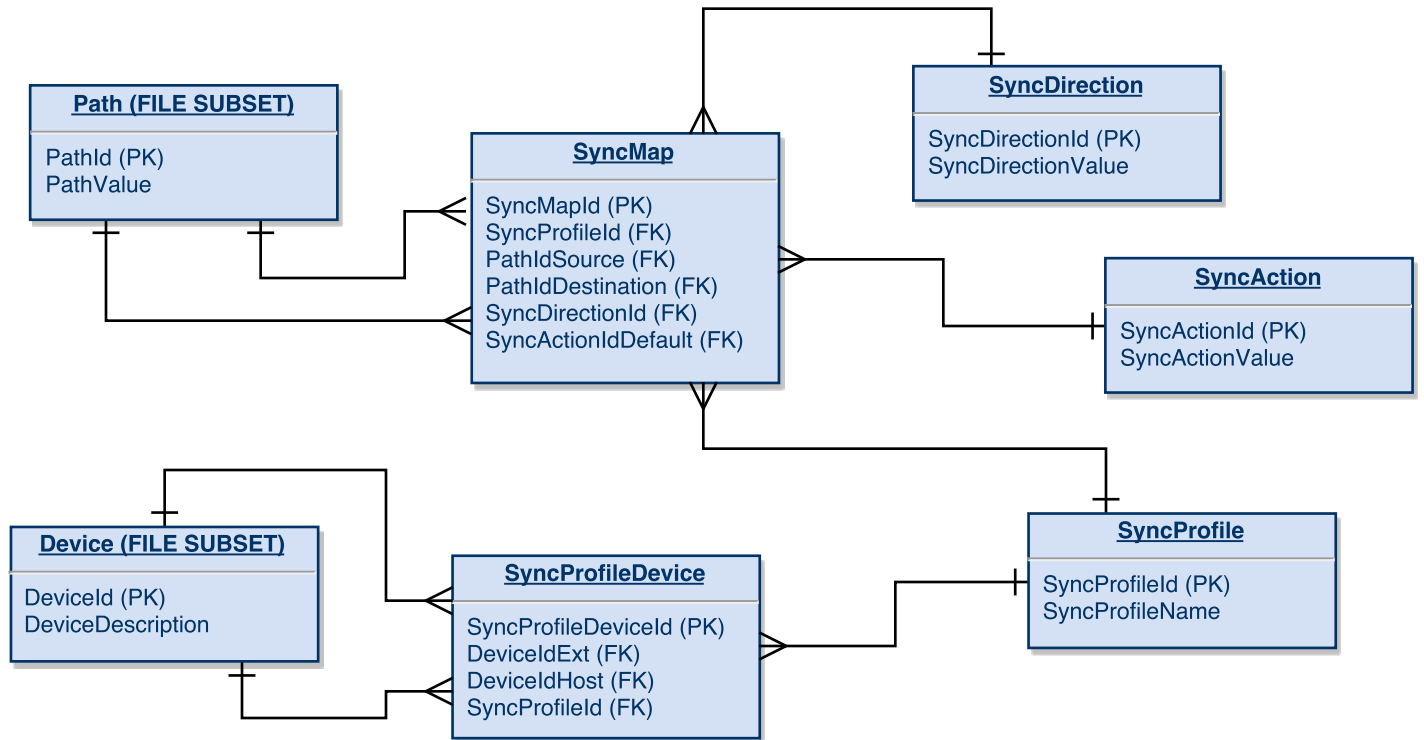 Path (FILE SUBSET)
PathId (PK)
PathValue
SyncMap
SyncMapId (PK)
SyncProfileId (FK)
PathIdSource (FK)
PathIdDestination (FK)
SyncDirectionId (FK)
SyncActionIdDefault (FK)
SyncDirection
SyncDirectionId (PK)
SyncDirectionValue
SyncAction
SyncActionId (PK)
SyncActionValue
Device (FILE SUBSET)
DeviceId (PK)
DeviceDescription
SyncProfileDevice
SyncProfileDeviceId (PK)
DeviceIdExt (FK)
DeviceIdHost (FK)
SyncProfileId (FK)
SyncProfile
SyncProfileId (PK)
SyncProfileName